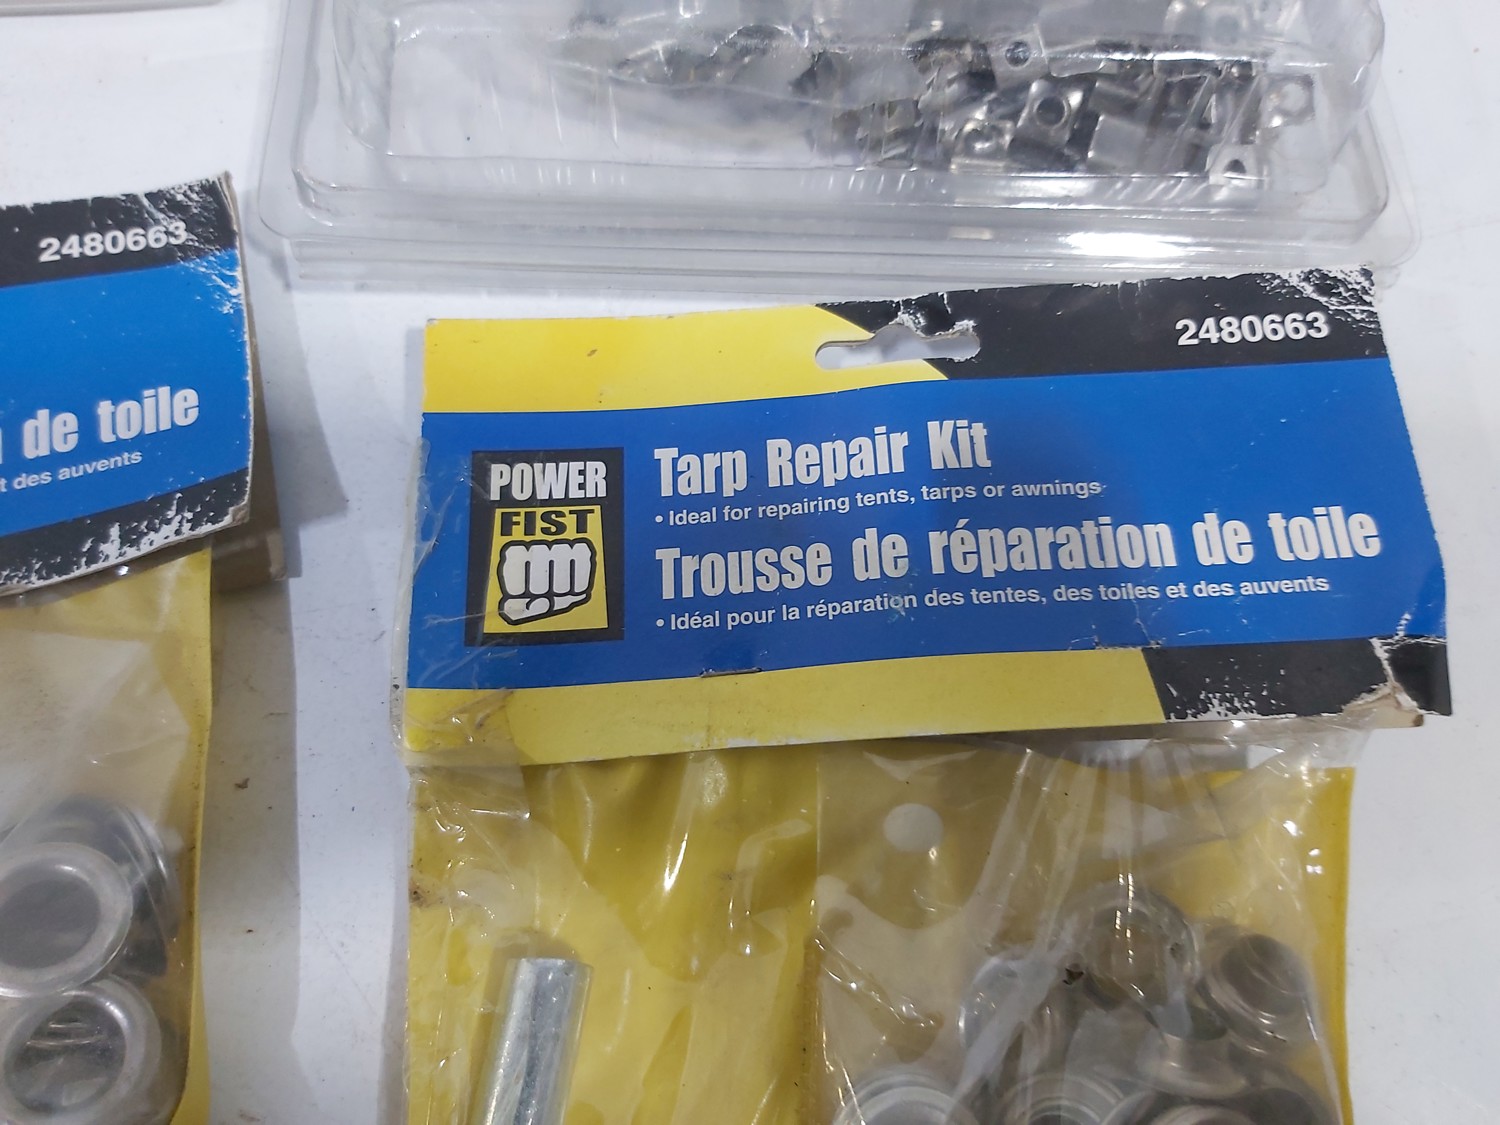 2480663
de toile
des auvents
2480663
POWER
FIST
Tarp Repair Kit
• Ideal for repairing tents, tarps or awnings
Trousse de réparation de toile
• Idéal pour la réparation des tentes, des toiles et des auvents